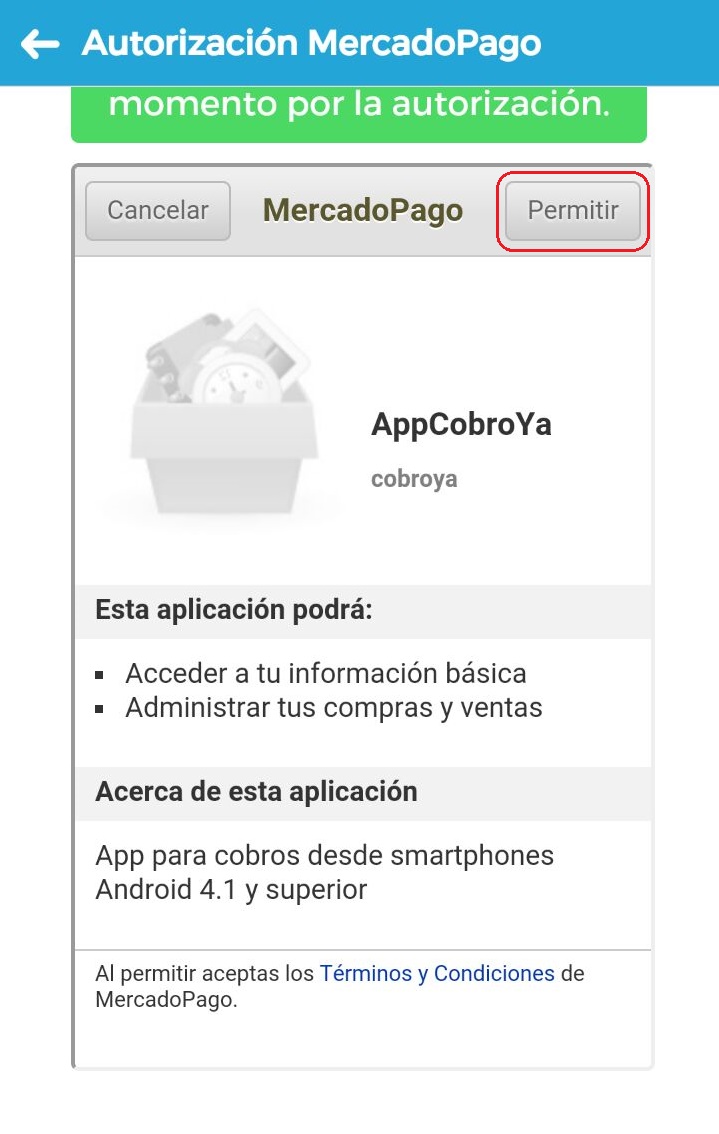 Autorización MercadoPago
momento por la autorización.
Cancelar MercadoPago Permitir
AppCobroYa
cobroya
Esta aplicación podrá:
Acceder a tu información básica
Administrar tus compras y ventas
Acerca de esta aplicación
App para cobros desde smartphones
Android 4.1 y superior
Al permitir aceptas los Términos y Condiciones de
MercadoPago.